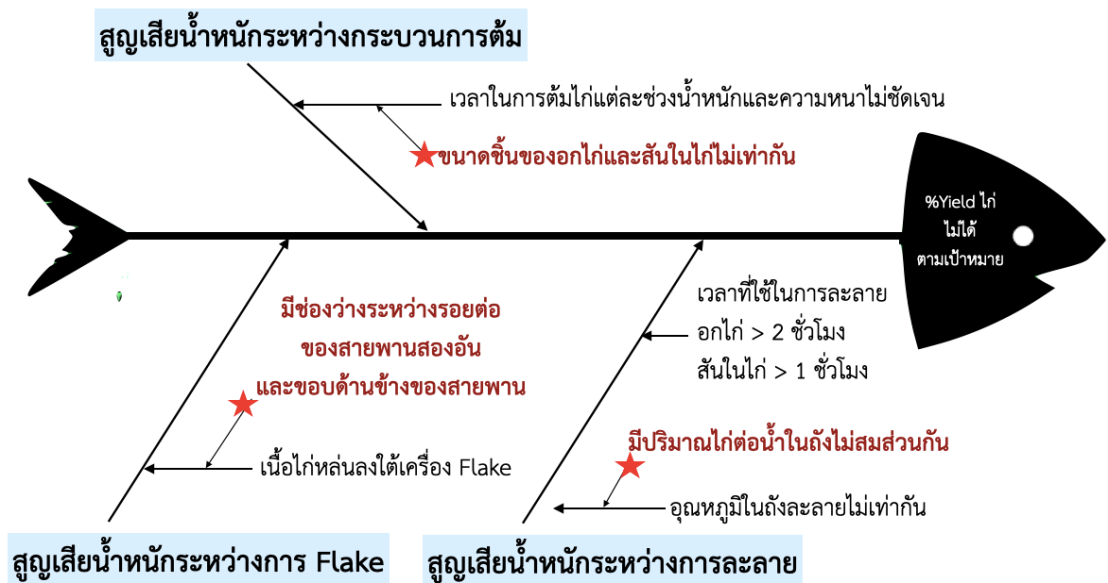 สูญเสียน้ำหนักระหว่างกระบวนการต้ม
เวลาในการต้มไก่แต่ละช่วงน้ำหนักและความหนาไม่ชัดเจน
ขนาดชิ้นของอกไก่และสันในไก่ไม่เท่ากัน
%Yield ไก่
ไม่ได้
ตามเป้าหมาย
มีช่องว่างระหว่างรอยต่อ
ของสายพานสองอัน
และขอบด้านข้างของสายพาน
เนื้อไก่หล่นลงใต้เครื่อง Flake
เวลาที่ใช้ในการละลาย
อกไก่ > 2 ชั่วโมง
สันในไก่ > 1 ชั่วโมง
มีปริมาณไก่ต่อน้ำในถังไม่สมส่วนกัน
อุณหภูมิในถังละลายไม่เท่ากัน
สูญเสียน้ำหนักระหว่างการ Flake
สูญเสียน้ำหนักระหว่างการละลาย